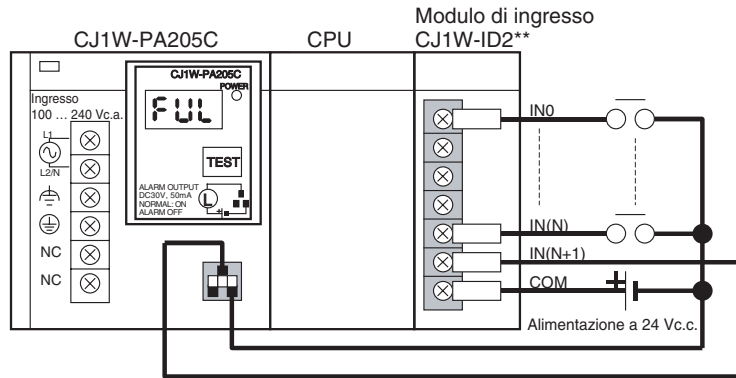 Modulo di ingresso
CJ1W-PA205C CPU CJ1W-ID2**
CJ1W-PA205C
POWER
FUL
Ingresso
100 ... 240 Vc.a.
L1
L2/N
NC
NC
TEST
ALARM OUTPUT
DC30V, 50mA
NORMAL: ON
ALARM OFF
L
IN0
IN(N)
IN(N+1)
COM
+
Alimentazione a 24 Vc.c.